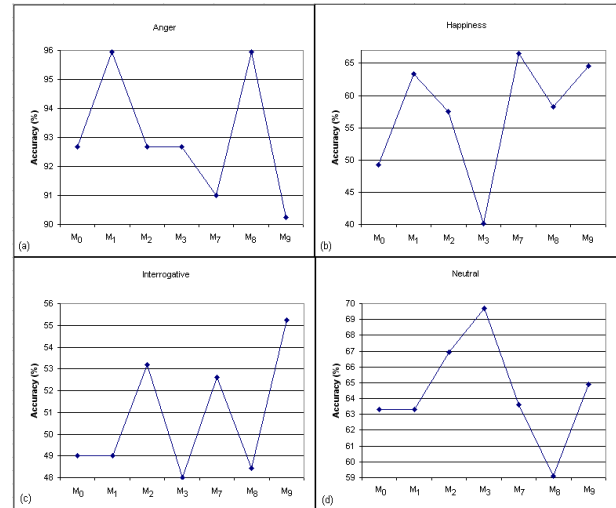 Anger
Accuracy (%)
96
95
94
93
92
91
90
M0 M1 M2 M3 M7 M8 M9
(a)
Happiness
Accuracy (%)
65
60
55
50
45
40
M0 M1 M2 M3 M7 M8 M9
(b)
Interrogative
Accuracy (%)
56
55
54
53
52
51
50
49
48
M0 M1 M2 M3 M7 M8 M9
(c)
Neutral
Accuracy (%)
70
69
68
67
66
65
64
63
62
61
60
59
M0 M1 M2 M3 M7 M8 M9
(d)